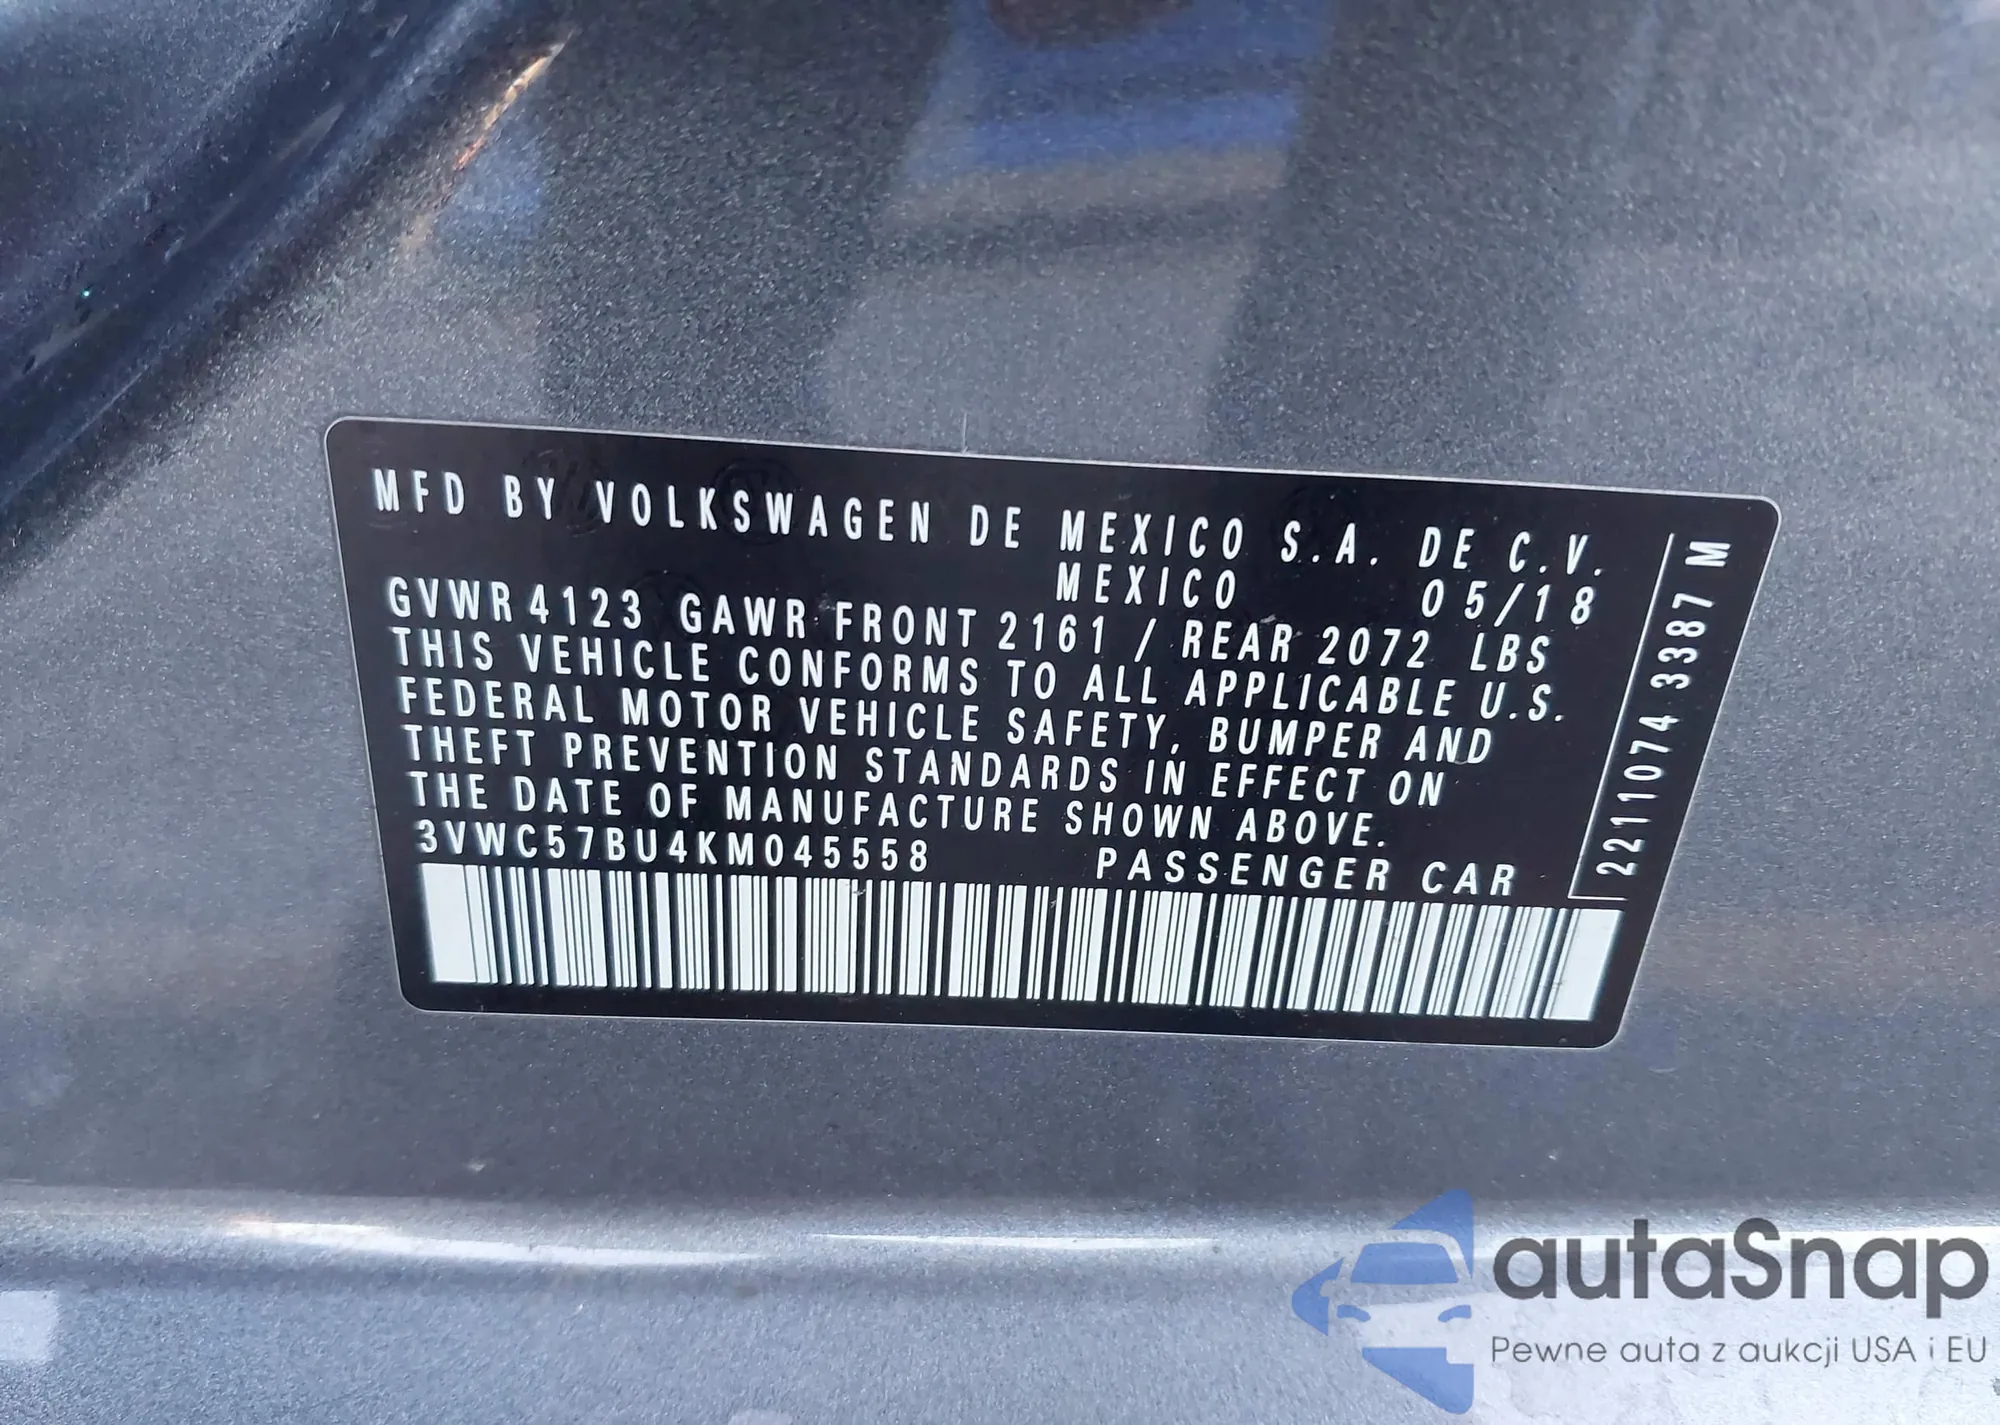 MFD BY VOLKSWAGEN DE MEXICO S.A. DE C.V.
MEXICO 05/18
GVWR 4123 GAWR FRONT 2161 / REAR 2072 LBS
THIS VEHICLE CONFORMS TO ALL APPLICABLE U.S.
FEDERAL MOTOR VEHICLE SAFETY, BUMPER AND
THEFT PREVENTION STANDARDS IN EFFECT ON
THE DATE OF MANUFACTURE SHOWN ABOVE.
3VWC57BU4KM045558 PASSENGER CAR
2211074 3387 M
autaSnap
Pewne auta z aukcji USA i EU